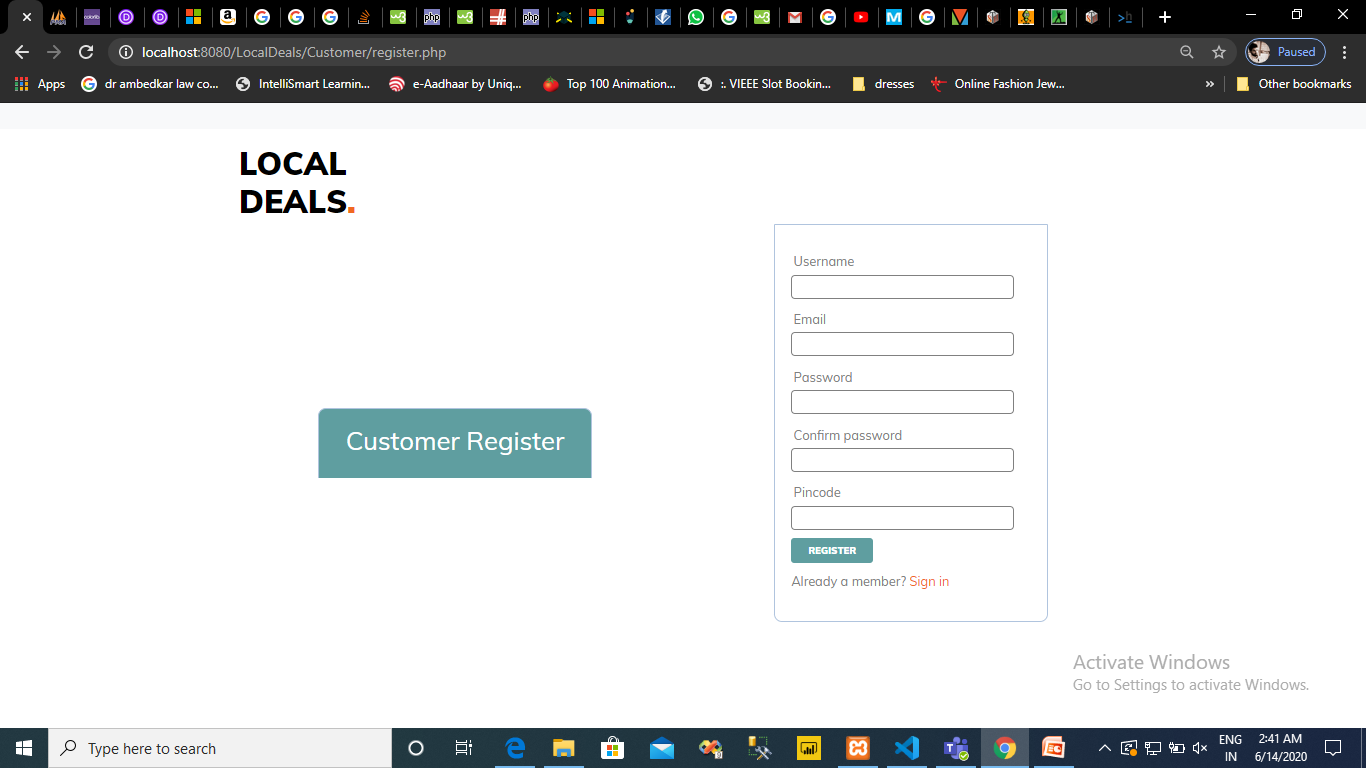 colorlib.
php
php
localhost:8080/LocalDeals/Customer/register.php
Paused
Apps
dr ambedkar law co...
IntelliSmart Learnin...
e-Aadhaar by Uniq...
Top 100 Animation...
:. VIEEE Slot Bookin...
dresses
Online Fashion Jew...
»
Other bookmarks
LOCAL
DEALS.
Username
Email
Password
Confirm password
Pincode
REGISTER
Already a member? Sign in
Customer Register
Activate Windows
Go to Settings to activate Windows.
Type here to search
ENG
IN
2:41 AM
6/14/2020